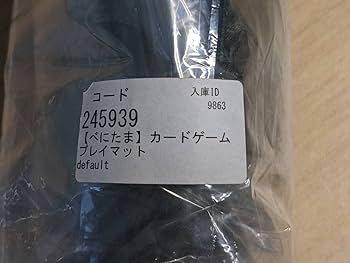 コード 入庫ID
245939 9863
【べにたま】カードゲーム
プレイマット
default